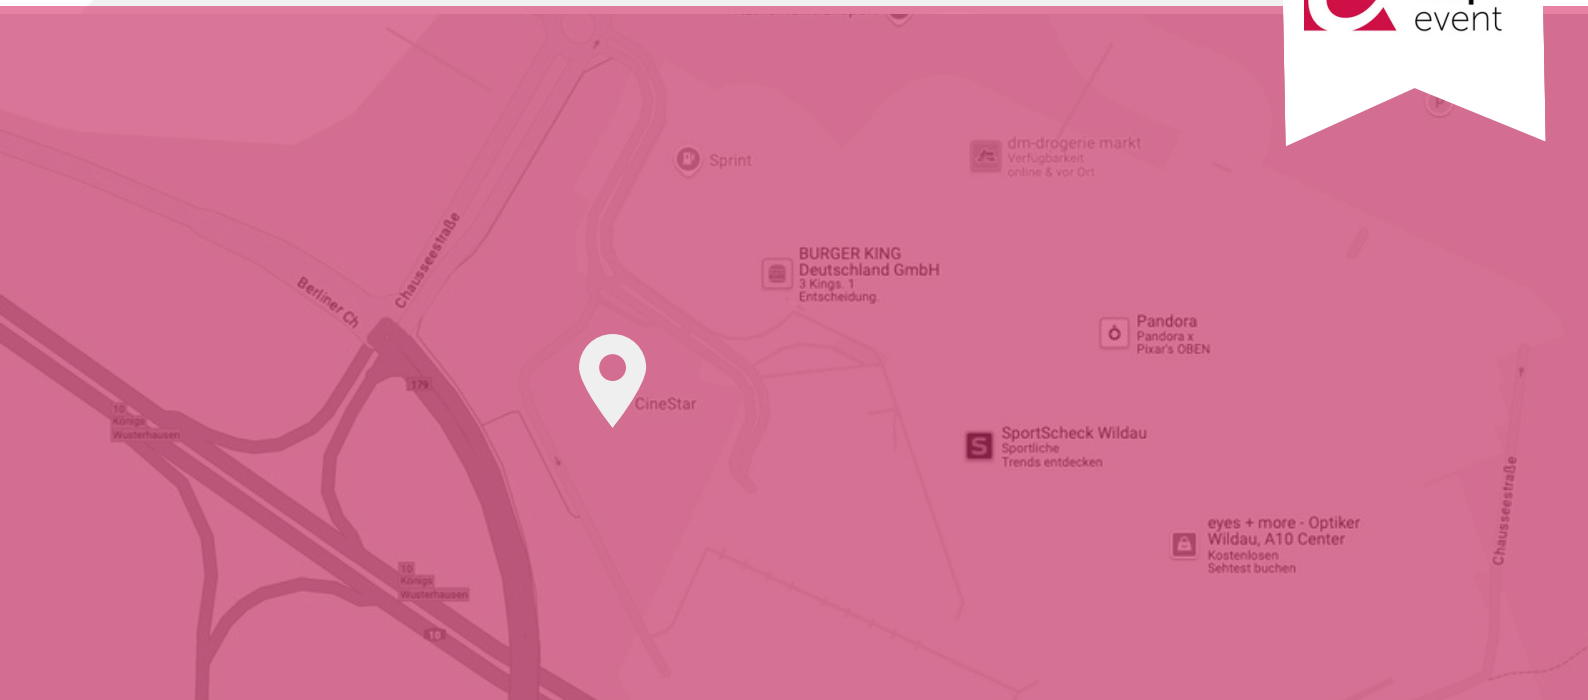 event
P
dm-drogerie markt
Verfügbarkeit
online & vor Ort
Sprint
Chausseestraße
BURGER KING
Deutschland GmbH
3 Kings. 1
Entscheidung.
Berliner Ch
Pandora
Pandora x
Pixar's OBEN
179
CineStar
10
Königs
Wusterhausen
S
SportScheck Wildau
Sportliche
Trends entdecken
Chausseestraße
eyes + more - Optiker
Wildau, A10 Center
Kostenlosen
Sehtest buchen
10
Königs
Wusterhausen
10